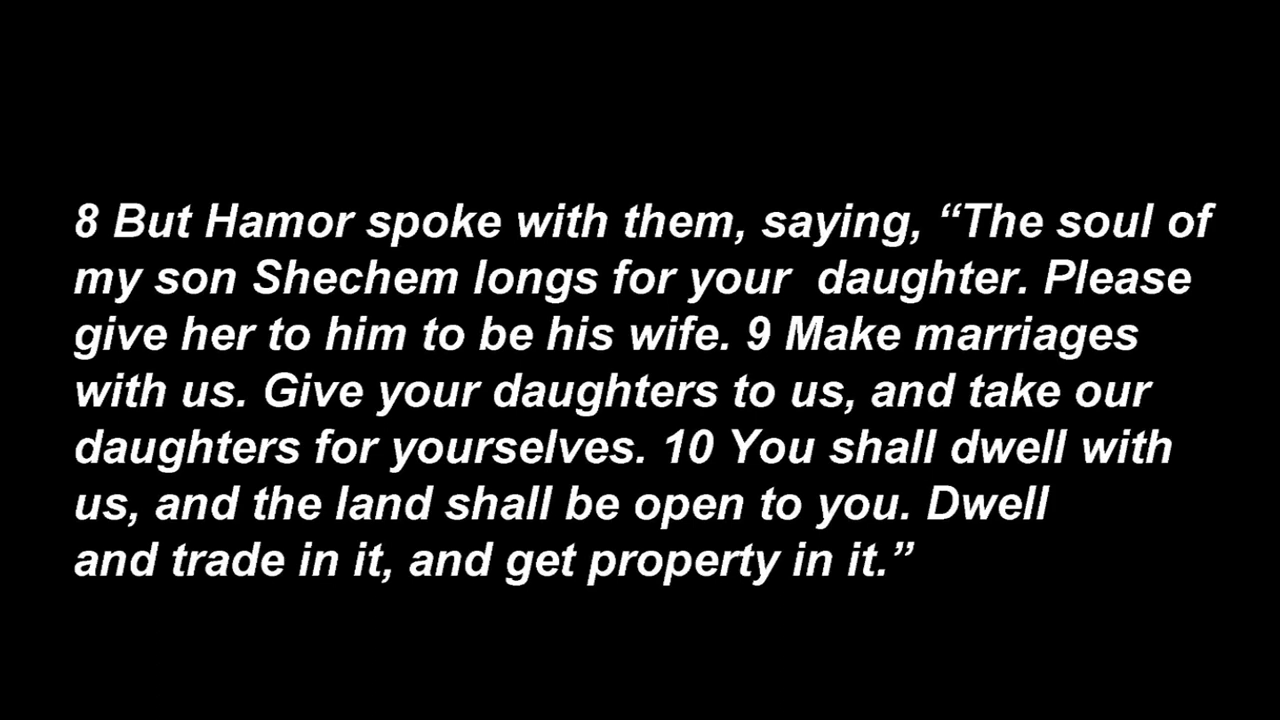 8 But Hamor spoke with them, saying, “The soul of
my son Shechem longs for your  daughter. Please
give her to him to be his wife. 9 Make marriages
with us. Give your daughters to us, and take our
daughters for yourselves. 10 You shall dwell with
us, and the land shall be open to you. Dwell
and trade in it, and get property in it.”